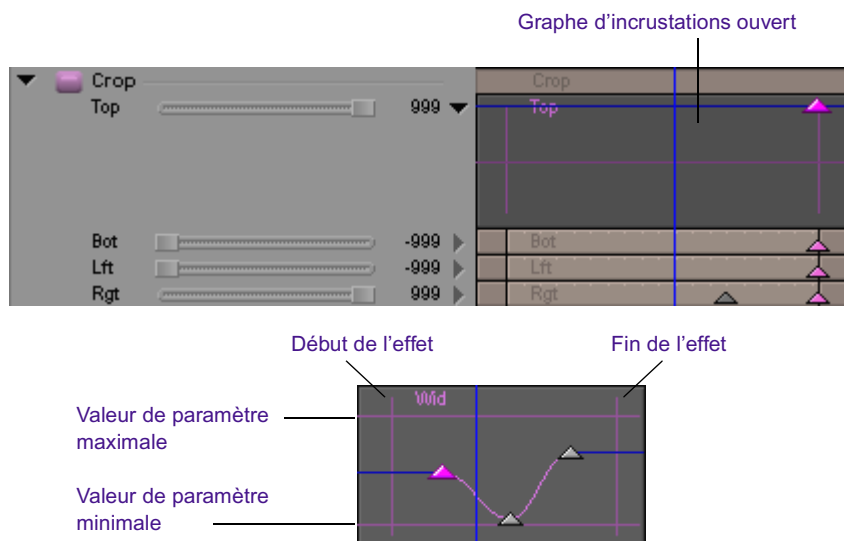 Graphe d'incrustations ouvert
Crop
Crop
Top
999
Top
Bot
-999
Bot
Lft
-999
Lft
Rgt
999
Rgt
Début de l'effet
Fin de l'effet
Wid
Valeur de paramètre
maximale
Valeur de paramètre
minimale